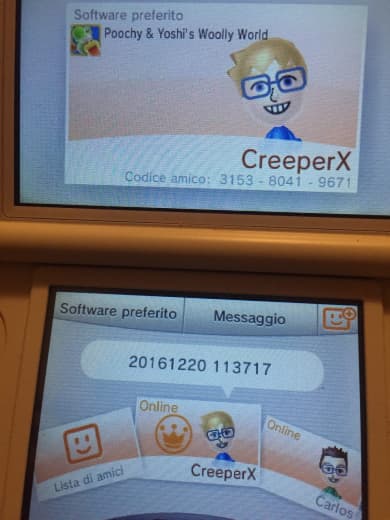 Software preferito
Poochy & Yoshi's Woolly World
CreeperX
Codice amico: 3153 - 8041 - 9671
Software preferito
Messaggio
20161220 113717
Lista di amici
Online
CreeperX
Online
Carlos